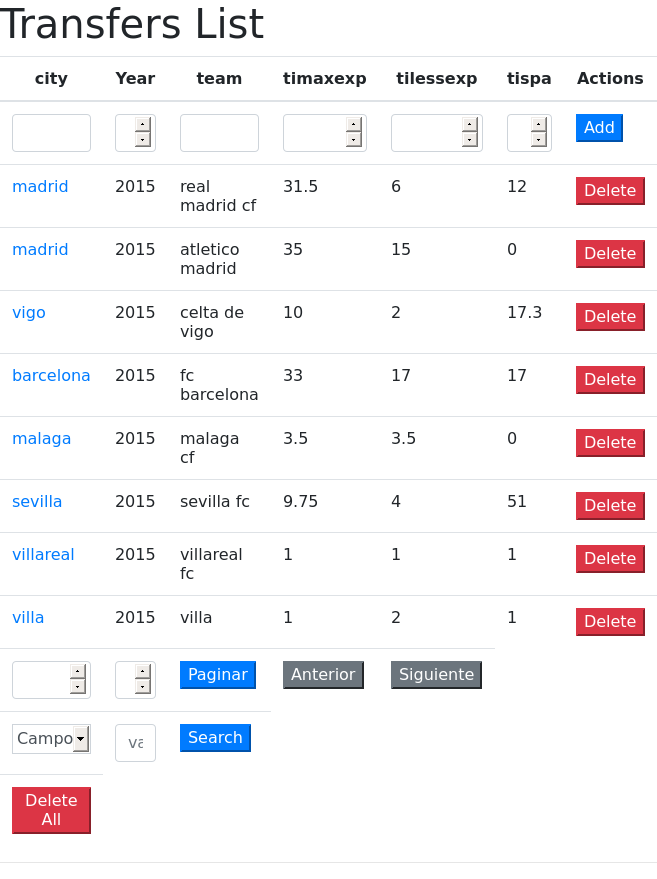 Transfers List
city Year team timaxexp tilessexp tispa Actions
Add
madrid 2015 real 31.5 6 12 Delete
madrid cf
madrid 2015 atletico 35 15 0 Delete
madrid
vigo 2015 celta de 10 2 17.3 Delete
vigo
barcelona 2015 fc 33 17 17 Delete
barcelona
malaga 2015 malaga 3.5 3.5 0 Delete
cf
sevilla 2015 sevilla fc 9.75 4 51 Delete
villareal 2015 villareal 1 1 1 Delete
fc
villa 2015 villa 1 2 1 Delete
Paginar Anterior Siguiente
Campo Search
Delete
All